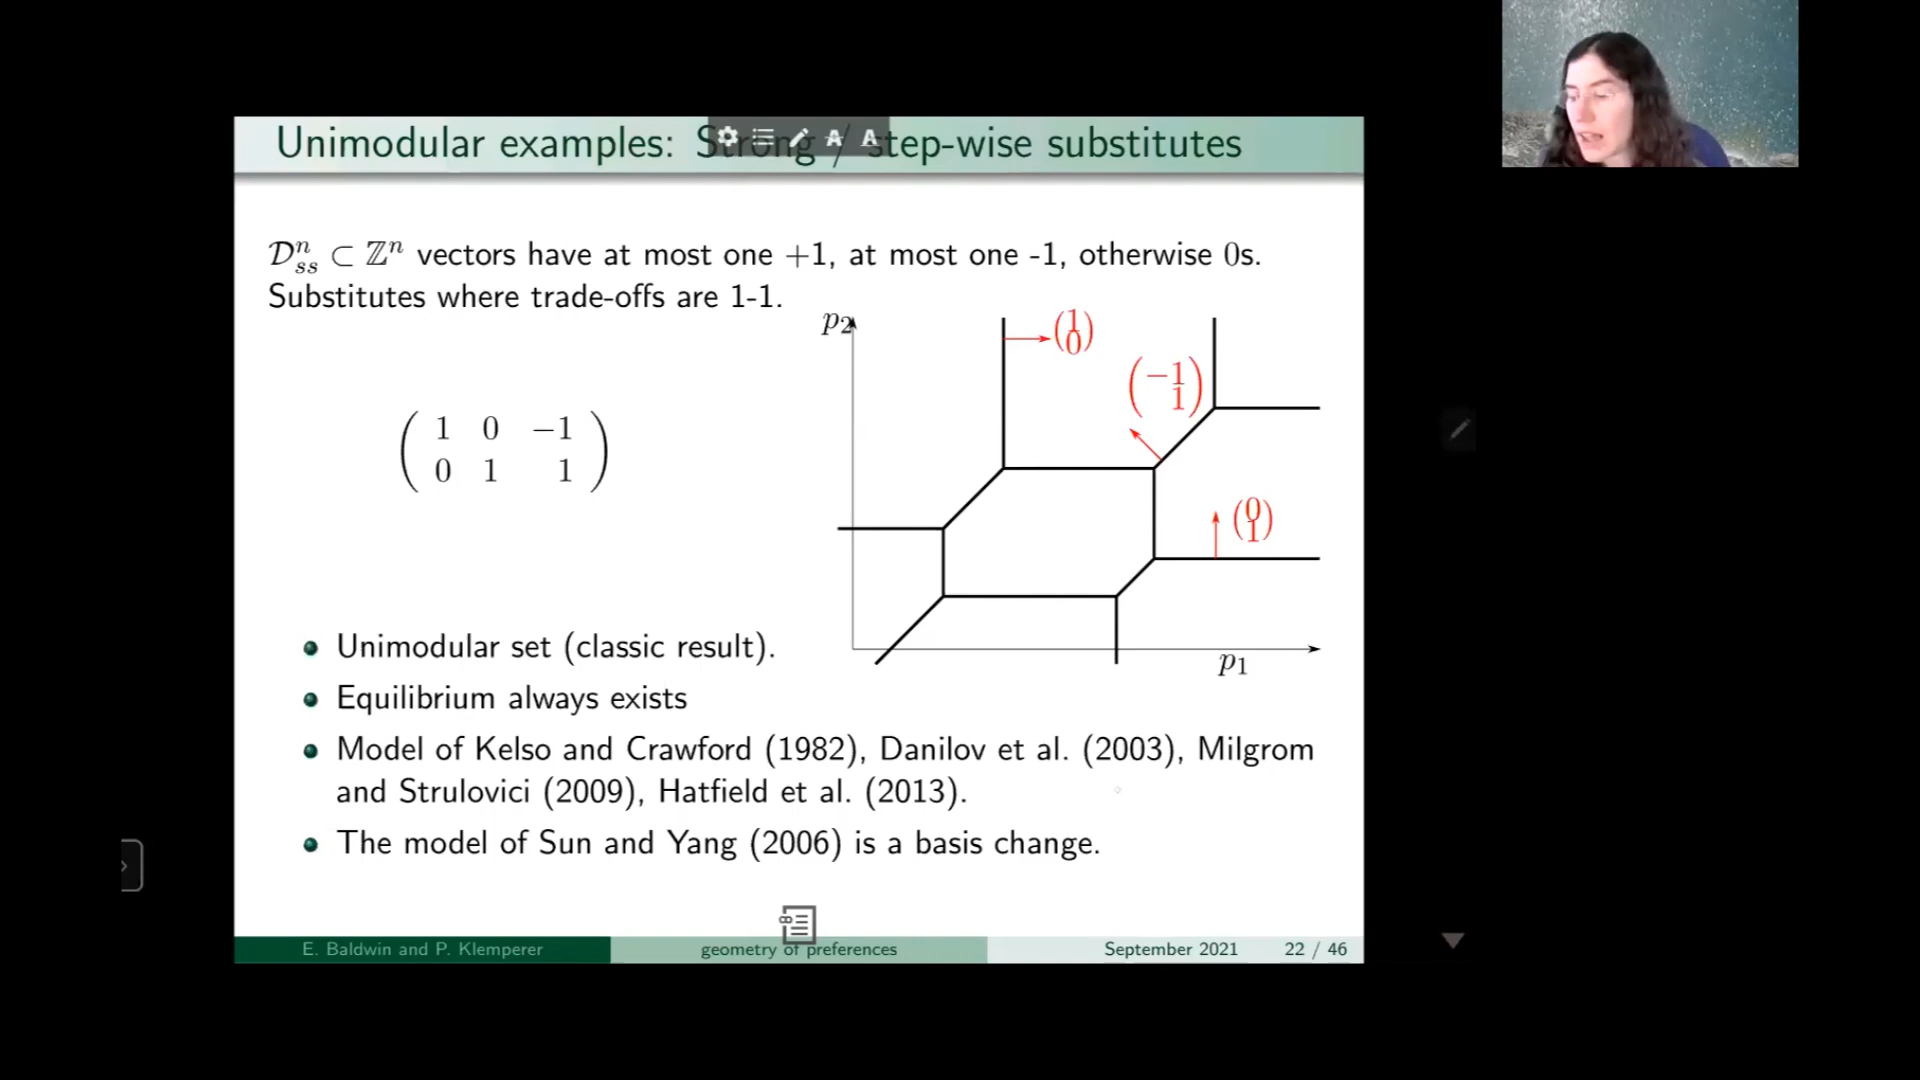 Unimodular examples: Strong / step-wise substitutes
𝒟ⁿₛₛ ⊂ ℤⁿ vectors have at most one +1, at most one -1, otherwise 0s.
Substitutes where trade-offs are 1-1.
p₂
(1
0)
(−1
1)
(1 0 −1
0 1 1)
(0
1)
p₁
• Unimodular set (classic result).
• Equilibrium always exists
• Model of Kelso and Crawford (1982), Danilov et al. (2003), Milgrom
and Strulovici (2009), Hatfield et al. (2013).
• The model of Sun and Yang (2006) is a basis change.
E. Baldwin and P. Klemperer
geometry of preferences
September 2021
22 / 46